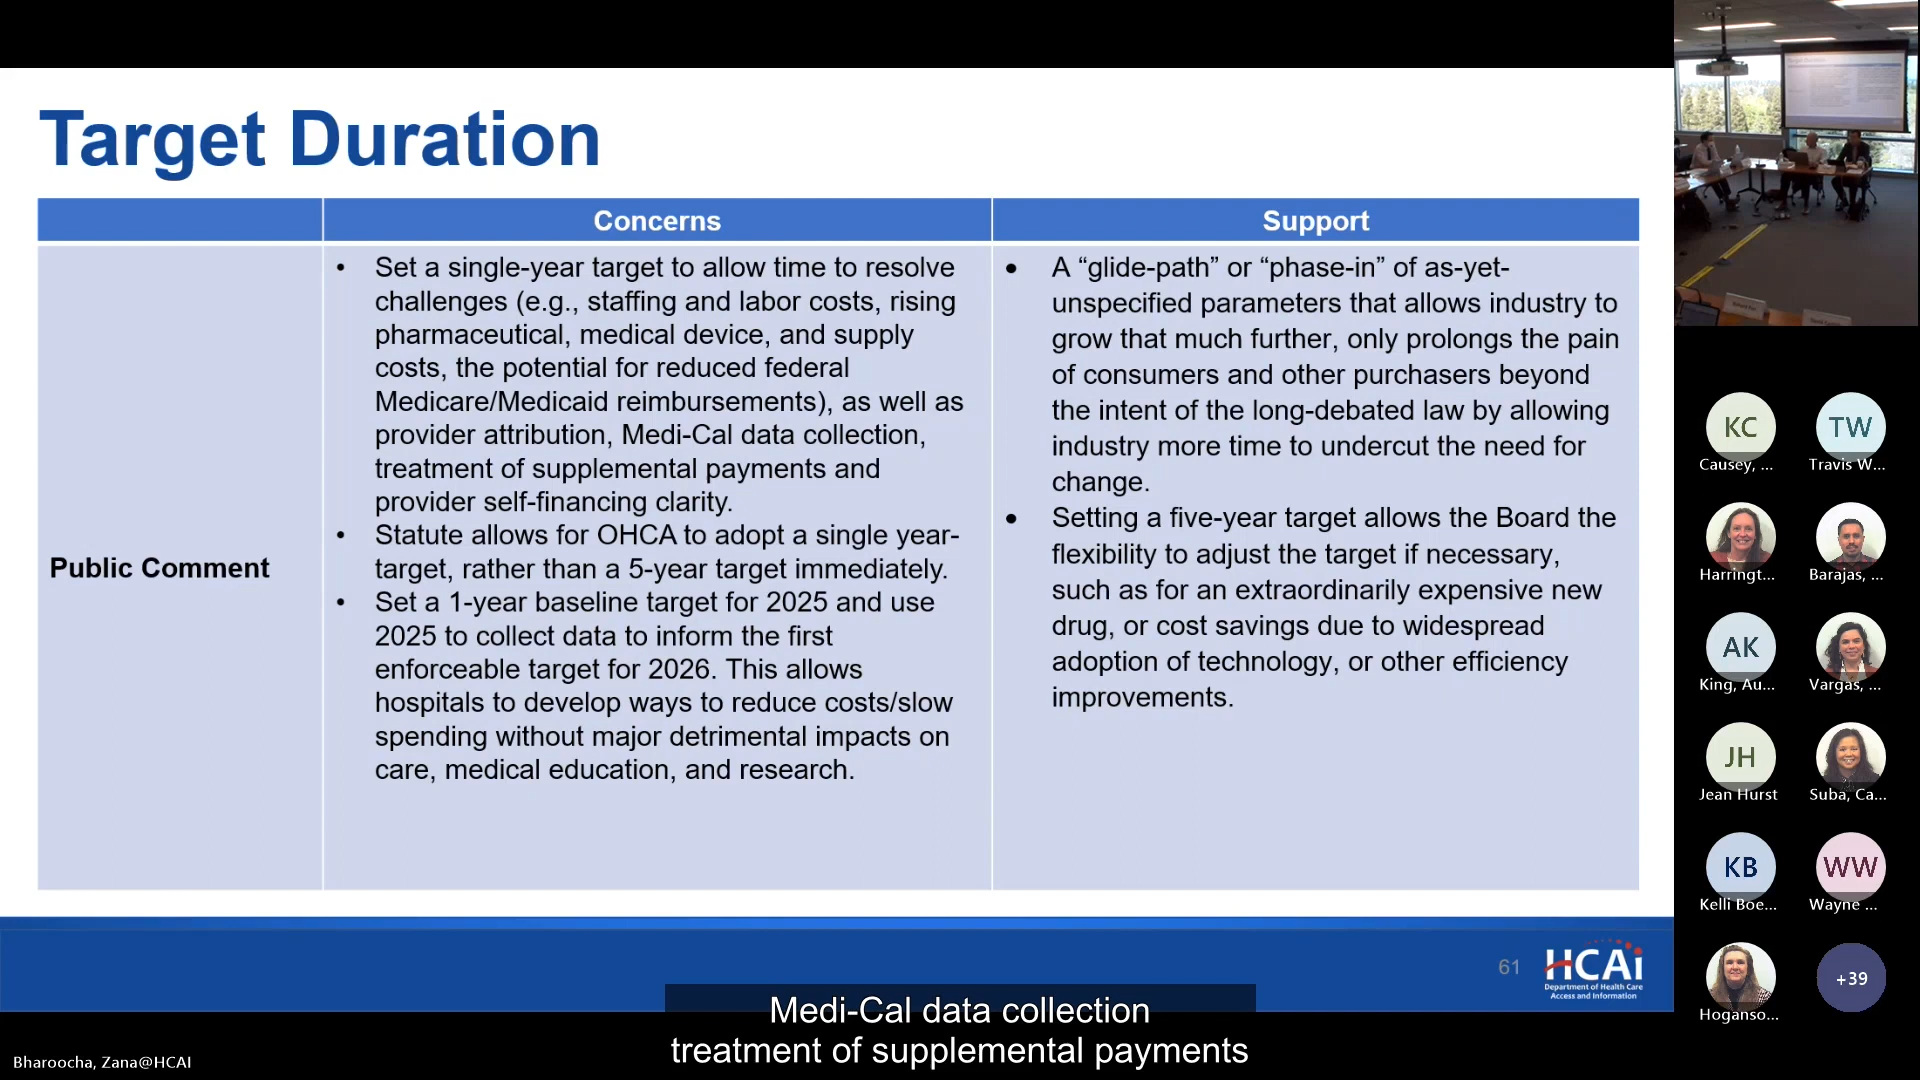 Target Duration
Concerns
Support
Public Comment
• Set a single-year target to allow time to resolve
challenges (e.g., staffing and labor costs, rising
pharmaceutical, medical device, and supply
costs, the potential for reduced federal
Medicare/Medicaid reimbursements), as well as
provider attribution, Medi-Cal data collection,
treatment of supplemental payments and
provider self-financing clarity.
• Statute allows for OHCA to adopt a single year-
target, rather than a 5-year target immediately.
• Set a 1-year baseline target for 2025 and use
2025 to collect data to inform the first
enforceable target for 2026. This allows
hospitals to develop ways to reduce costs/slow
spending without major detrimental impacts on
care, medical education, and research.
• A “glide-path” or “phase-in” of as-yet-
unspecified parameters that allows industry to
grow that much further, only prolongs the pain
of consumers and other purchasers beyond
the intent of the long-debated law by allowing
industry more time to undercut the need for
change.
• Setting a five-year target allows the Board the
flexibility to adjust the target if necessary,
such as for an extraordinarily expensive new
drug, or cost savings due to widespread
adoption of technology, or other efficiency
improvements.
61
HCAi
Department of Health Care
Access and Information
Medi-Cal data collection
treatment of supplemental payments
Bharoocha, Zana@HCAI
KC
Causey, ...
TW
Travis W...
Harringt...
Barajas, ...
AK
King, Au...
Vargas, ...
JH
Jean Hurst
Suba, Ca...
KB
Kelli Boe...
WW
Wayne ...
Hoganso...
+39